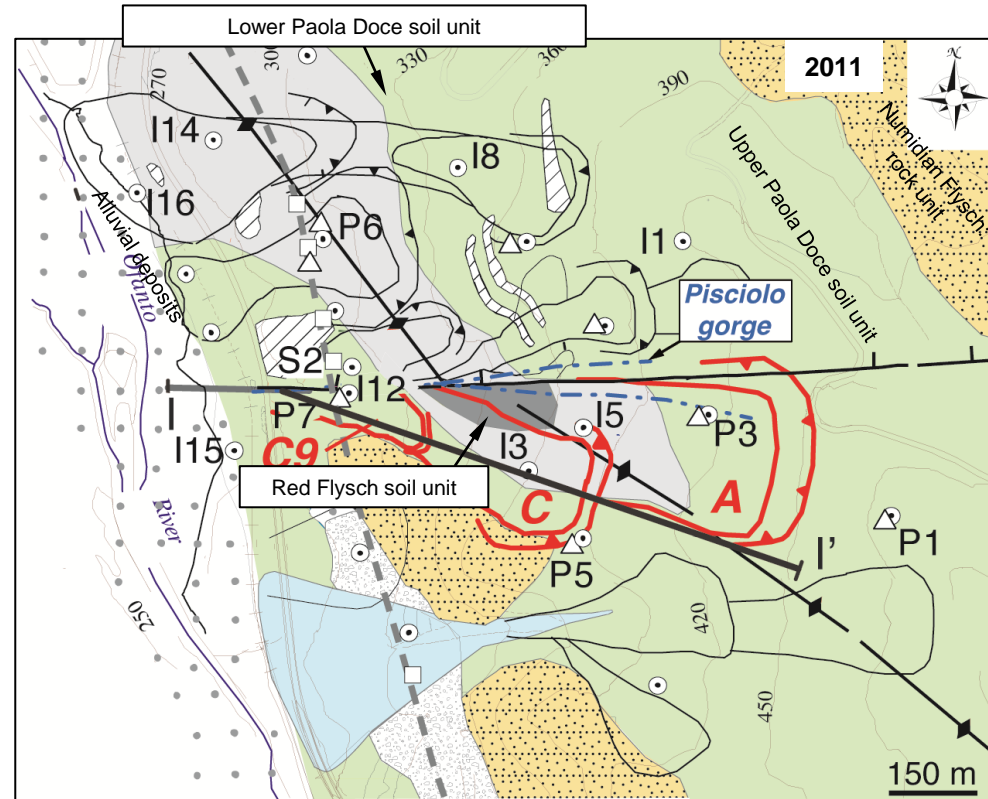 Lower Paola Doce soil unit
300
330
360
2011
N
270
390
I14
I8
Numidian Flysch.
rock unit
Upper Paola Doce soil unit
I16
Alluvial deposits
P6
I1
Ofanto
Pisciolo
gorge
S2
I12
I
P7
I5
P3
I15
C9
I3
Red Flysch soil unit
C
A
River
P5
I’
P1
250
420
450
150 m